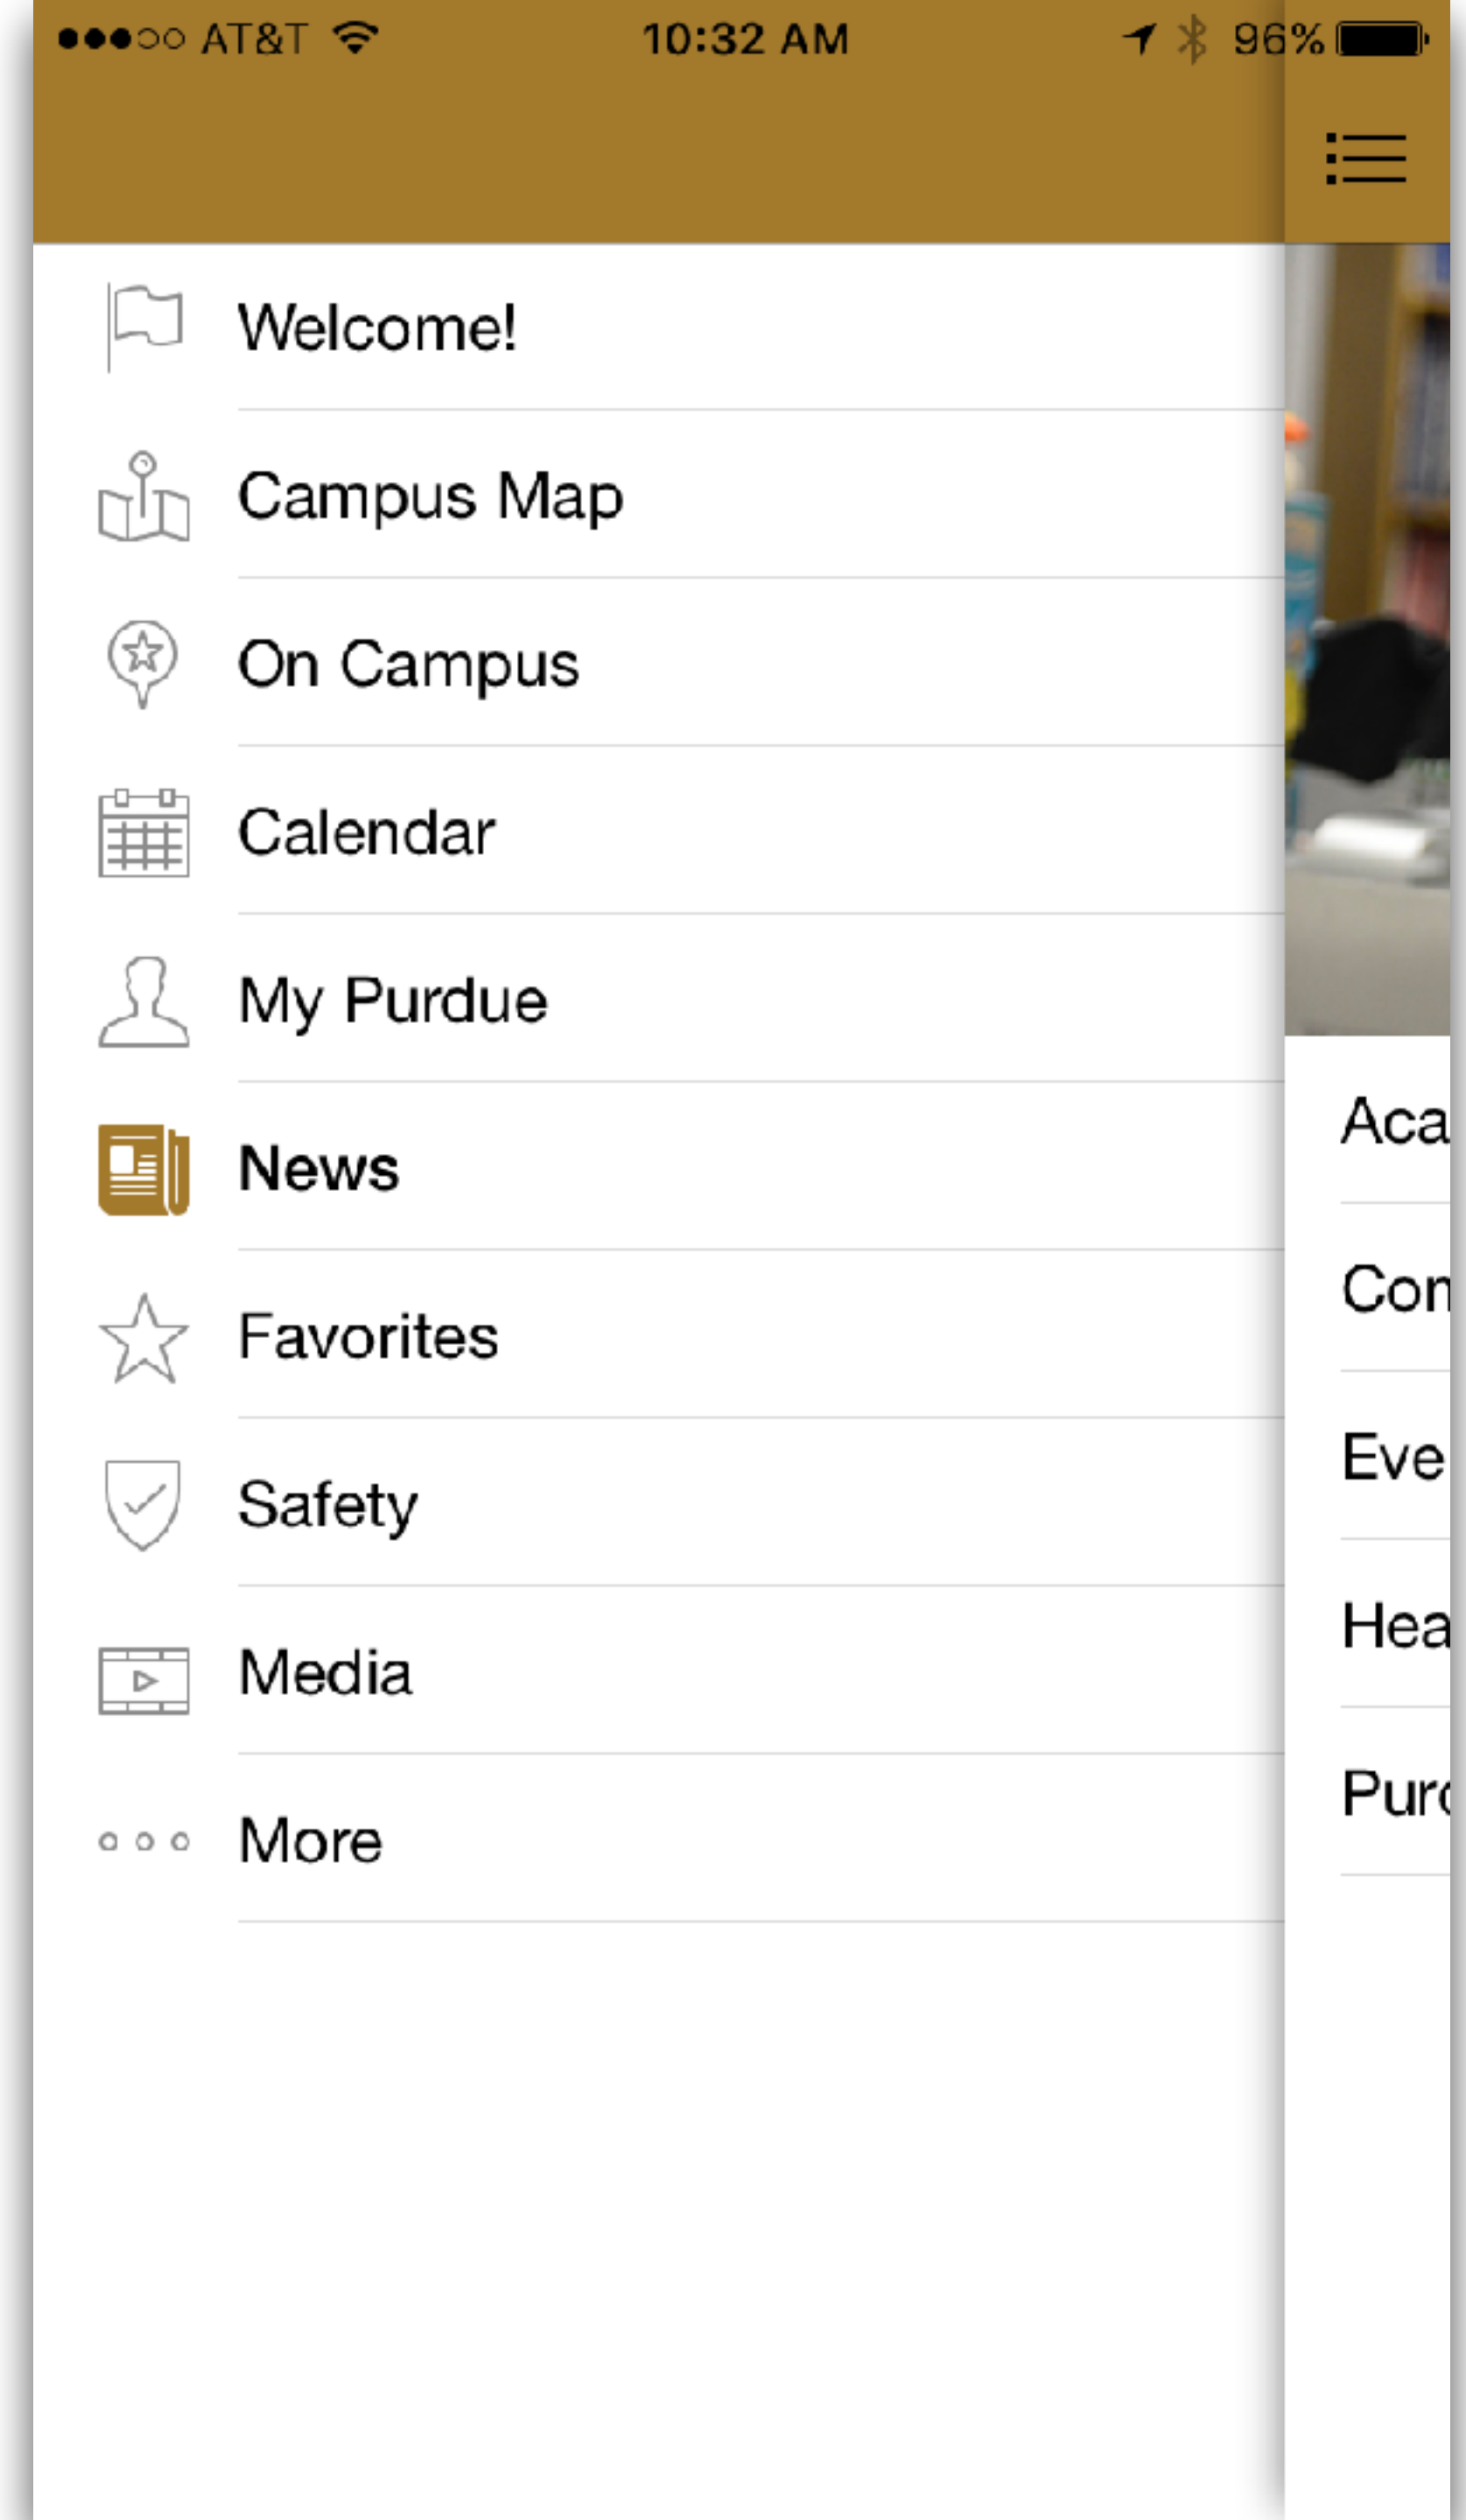 AT&T 10:32 AM 96%
Welcome!
Campus Map
On Campus
Calendar
My Purdue
News
Favorites
Safety
Media
More
Aca
Con
Eve
Hea
Purd